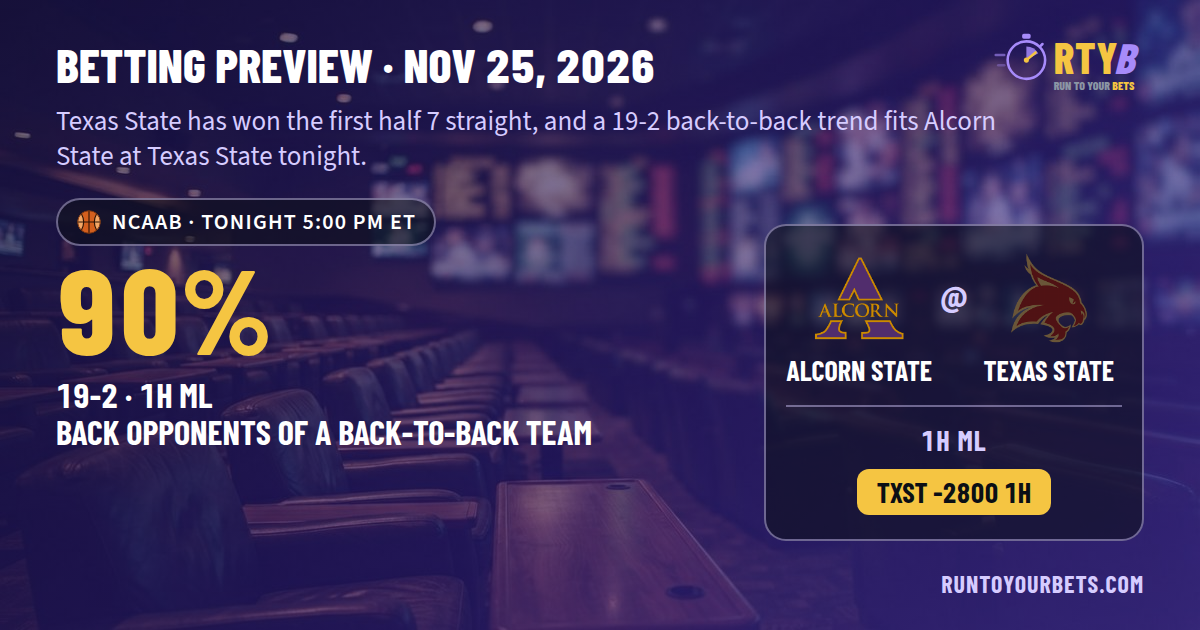 BETTING PREVIEW · NOV 25, 2026
RTYB
RUN TO YOUR BETS
Texas State has won the first half 7 straight, and a 19-2 back-to-back trend fits Alcorn
State at Texas State tonight.
NCAAB · TONIGHT 5:00 PM ET
90%
19-2 · 1H ML
BACK OPPONENTS OF A BACK-TO-BACK TEAM
ALCORN
@
ALCORN STATE
TEXAS STATE
1H ML
TXST -2800 1H
RUNTOYOURBETS.COM